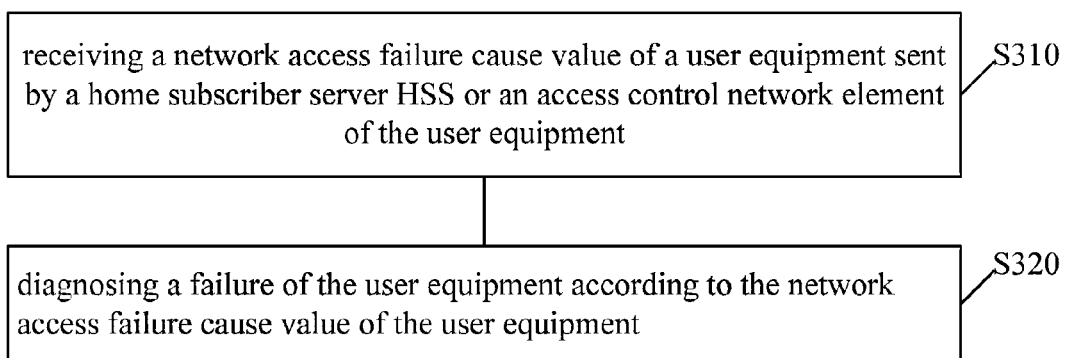 receiving a network access failure cause value of a user equipment sent
by a home subscriber server HSS or an access control network element
of the user equipment
S310
diagnosing a failure of the user equipment according to the network
access failure cause value of the user equipment
S320